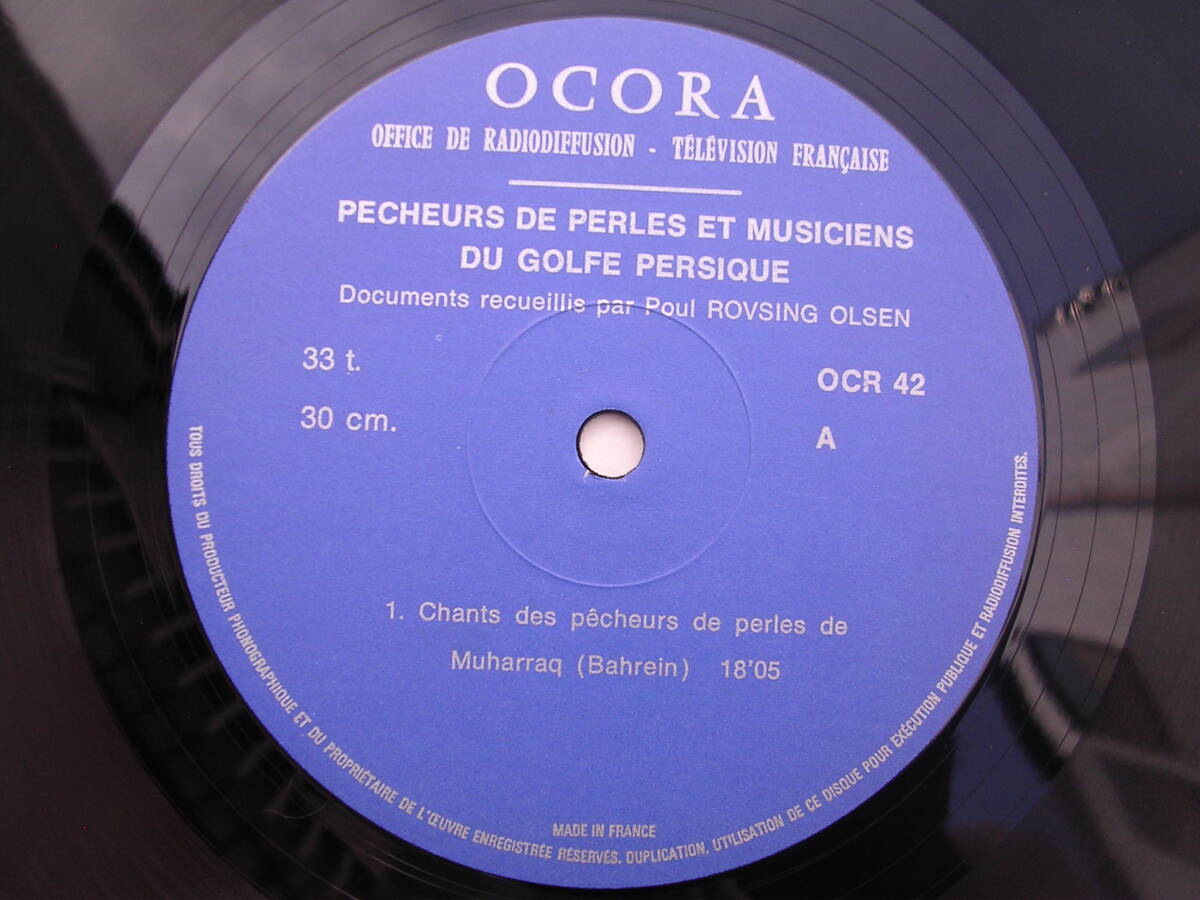 OCORA
OFFICE DE RADIODIFFUSION - TÉLÉVISION FRANÇAISE
PECHEURS DE PERLES ET MUSICIENS
DU GOLFE PERSIQUE
Documents recueillis par Poul ROVSING OLSEN
33 t.
OCR 42
30 cm.
A
1. Chants des pêcheurs de perles de
Muharraq (Bahrein) 18'05
MADE IN FRANCE
TOUS DROITS DU PRODUCTEUR PHONOGRAPHIQUE ET DU PROPRIÉTAIRE DE L'ŒUVRE ENREGISTRÉE RÉSERVÉS. DUPLICATION, UTILISATION DE CE DISQUE POUR EXÉCUTION PUBLIQUE ET RADIODIFFUSION INTERDITES.